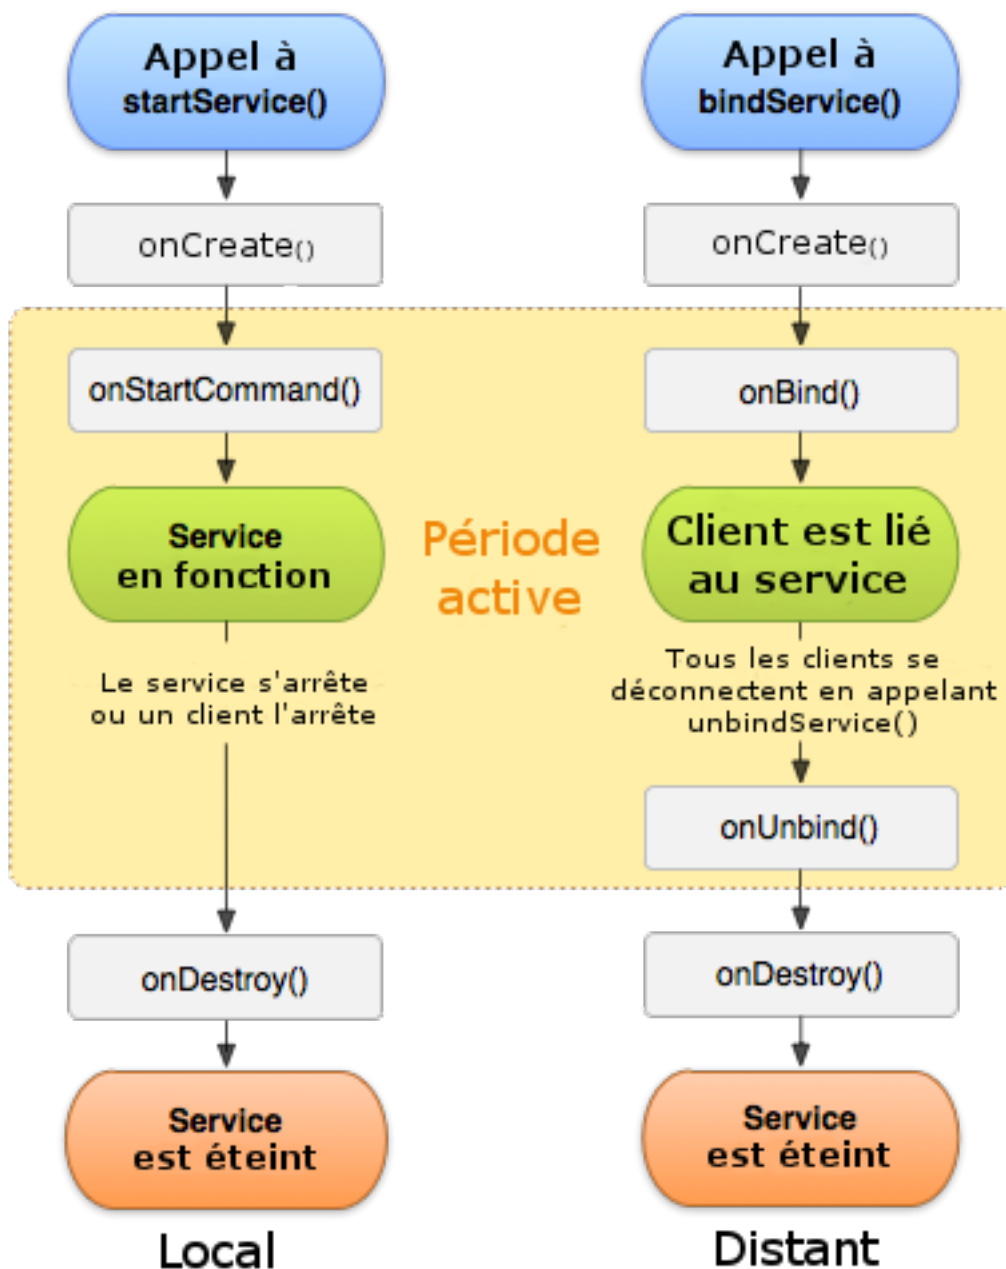 Appel à
startService()
onCreate()
onStartCommand()
Service
en fonction
Le service s'arrête
ou un client l'arrête
onDestroy()
Service
est éteint
Local
Période
active
Appel à
bindService()
onCreate()
onBind()
Client est lié
au service
Tous les clients se
déconnectent en appelant
unbindService()
onUnbind()
onDestroy()
Service
est éteint
Distant